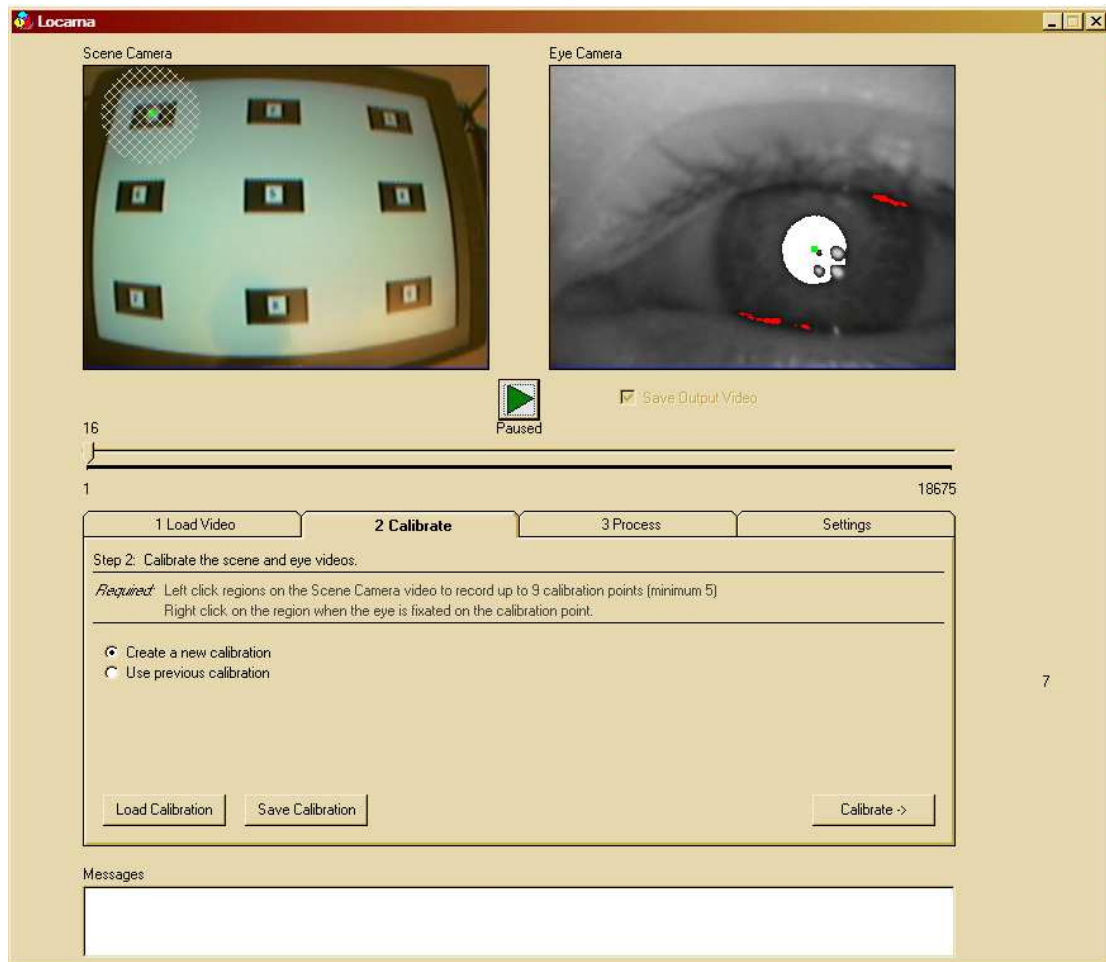 Locarna
Scene Camera
Eye Camera
5
Save Output Video
Paused
16
1
18675
1 Load Video
2 Calibrate
3 Process
Settings
Step 2: Calibrate the scene and eye videos.
Required: Left click regions on the Scene Camera video to record up to 9 calibration points (minimum 5)
Right click on the region when the eye is fixated on the calibration point.
Create a new calibration
Use previous calibration
7
Load Calibration
Save Calibration
Calibrate ->
Messages